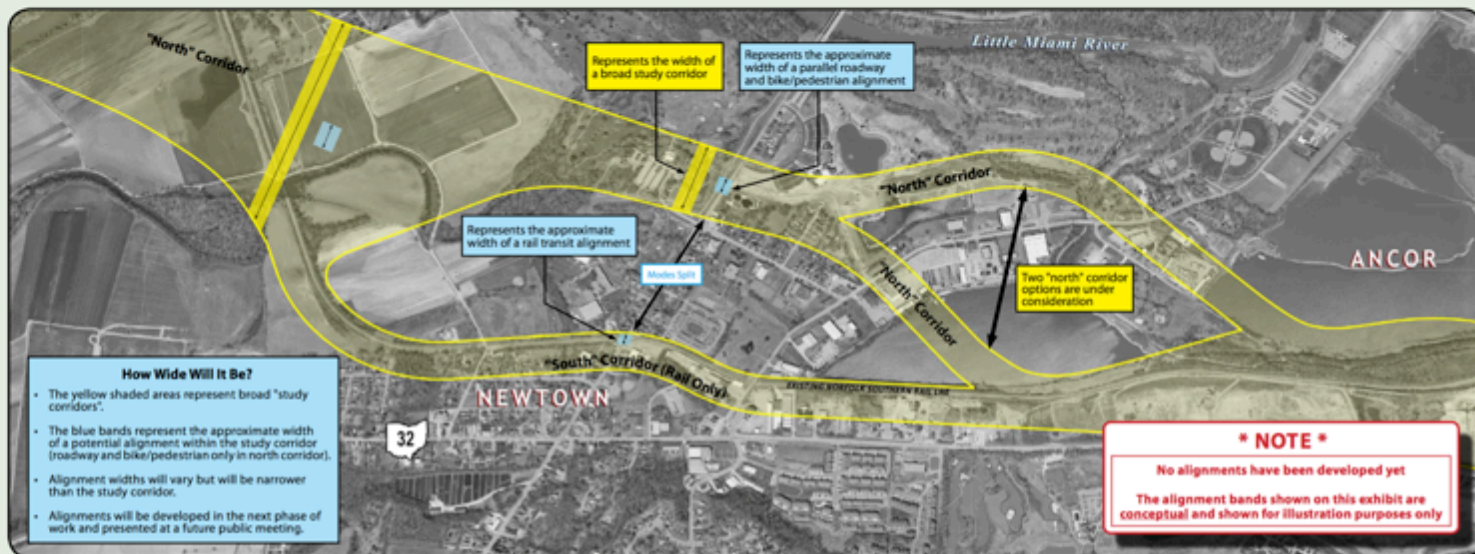 "North" Corridor
Little Miami River
Represents the width of
a broad study corridor
Represents the approximate
width of a parallel roadway
and bike/pedestrian alignment
"North" Corridor
Represents the approximate
width of a rail transit alignment
Modes Split
"North" Corridor
Two "north" corridor
options are under
consideration
ANCOR
"South" Corridor (Rail Only)
EXISTING NORFOLK SOUTHERN RAIL LINE
NEWTOWN
32
How Wide Will It Be?
• The yellow shaded areas represent broad "study
corridors".
• The blue bands represent the approximate width
of a potential alignment within the study corridor
(roadway and bike/pedestrian only in north corridor).
• Alignment widths will vary but will be narrower
than the study corridor.
• Alignments will be developed in the next phase of
work and presented at a future public meeting.
* NOTE *
No alignments have been developed yet
The alignment bands shown on this exhibit are
conceptual and shown for illustration purposes only